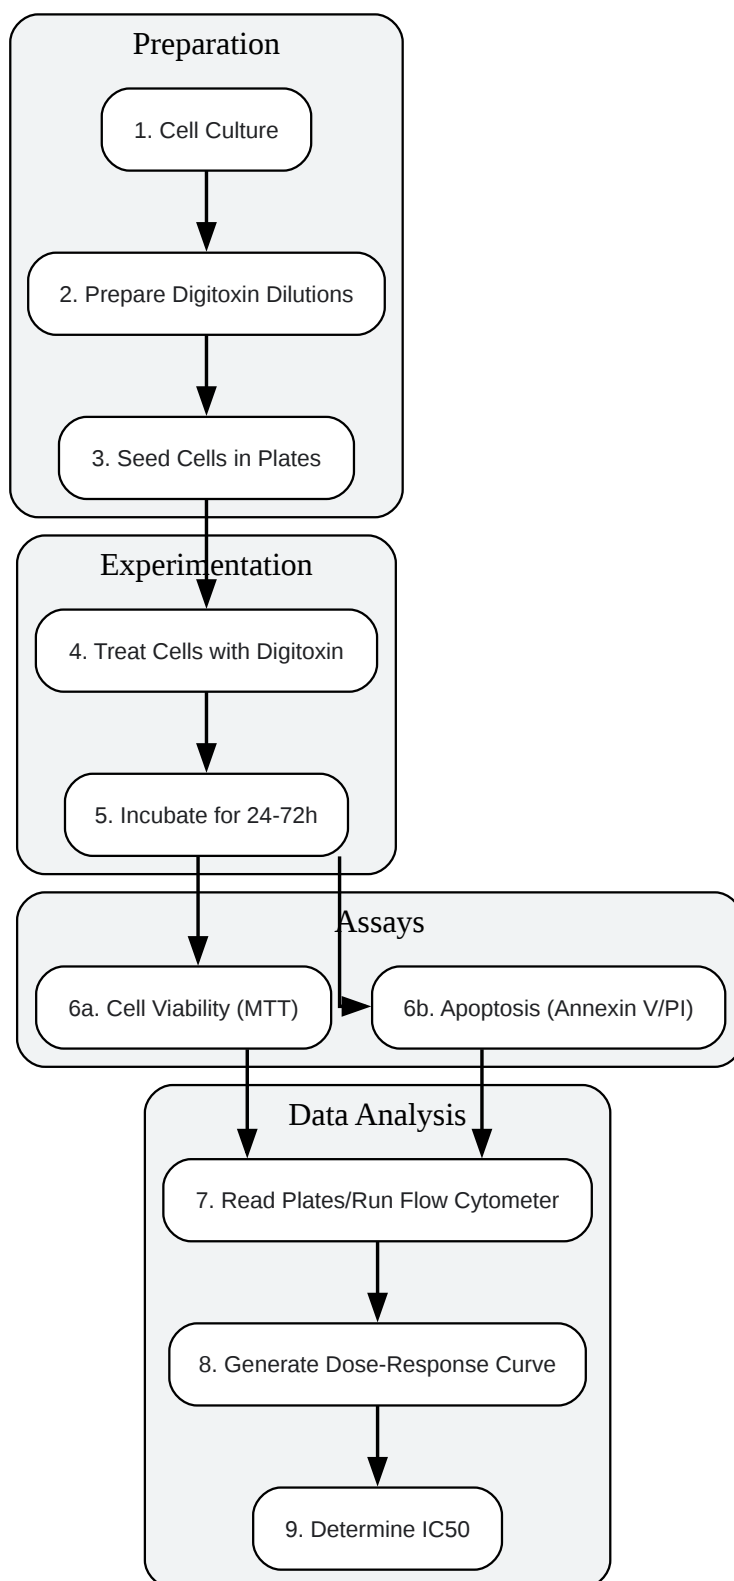 Preparation
1. Cell Culture
2. Prepare Digitoxin Dilutions
3. Seed Cells in Plates
Experimentation
4. Treat Cells with Digitoxin
5. Incubate for 24-72h
Assays
6a. Cell Viability (MTT)
6b. Apoptosis (Annexin V/PI)
Data Analysis
7. Read Plates/Run Flow Cytometer
8. Generate Dose-Response Curve
9. Determine IC50